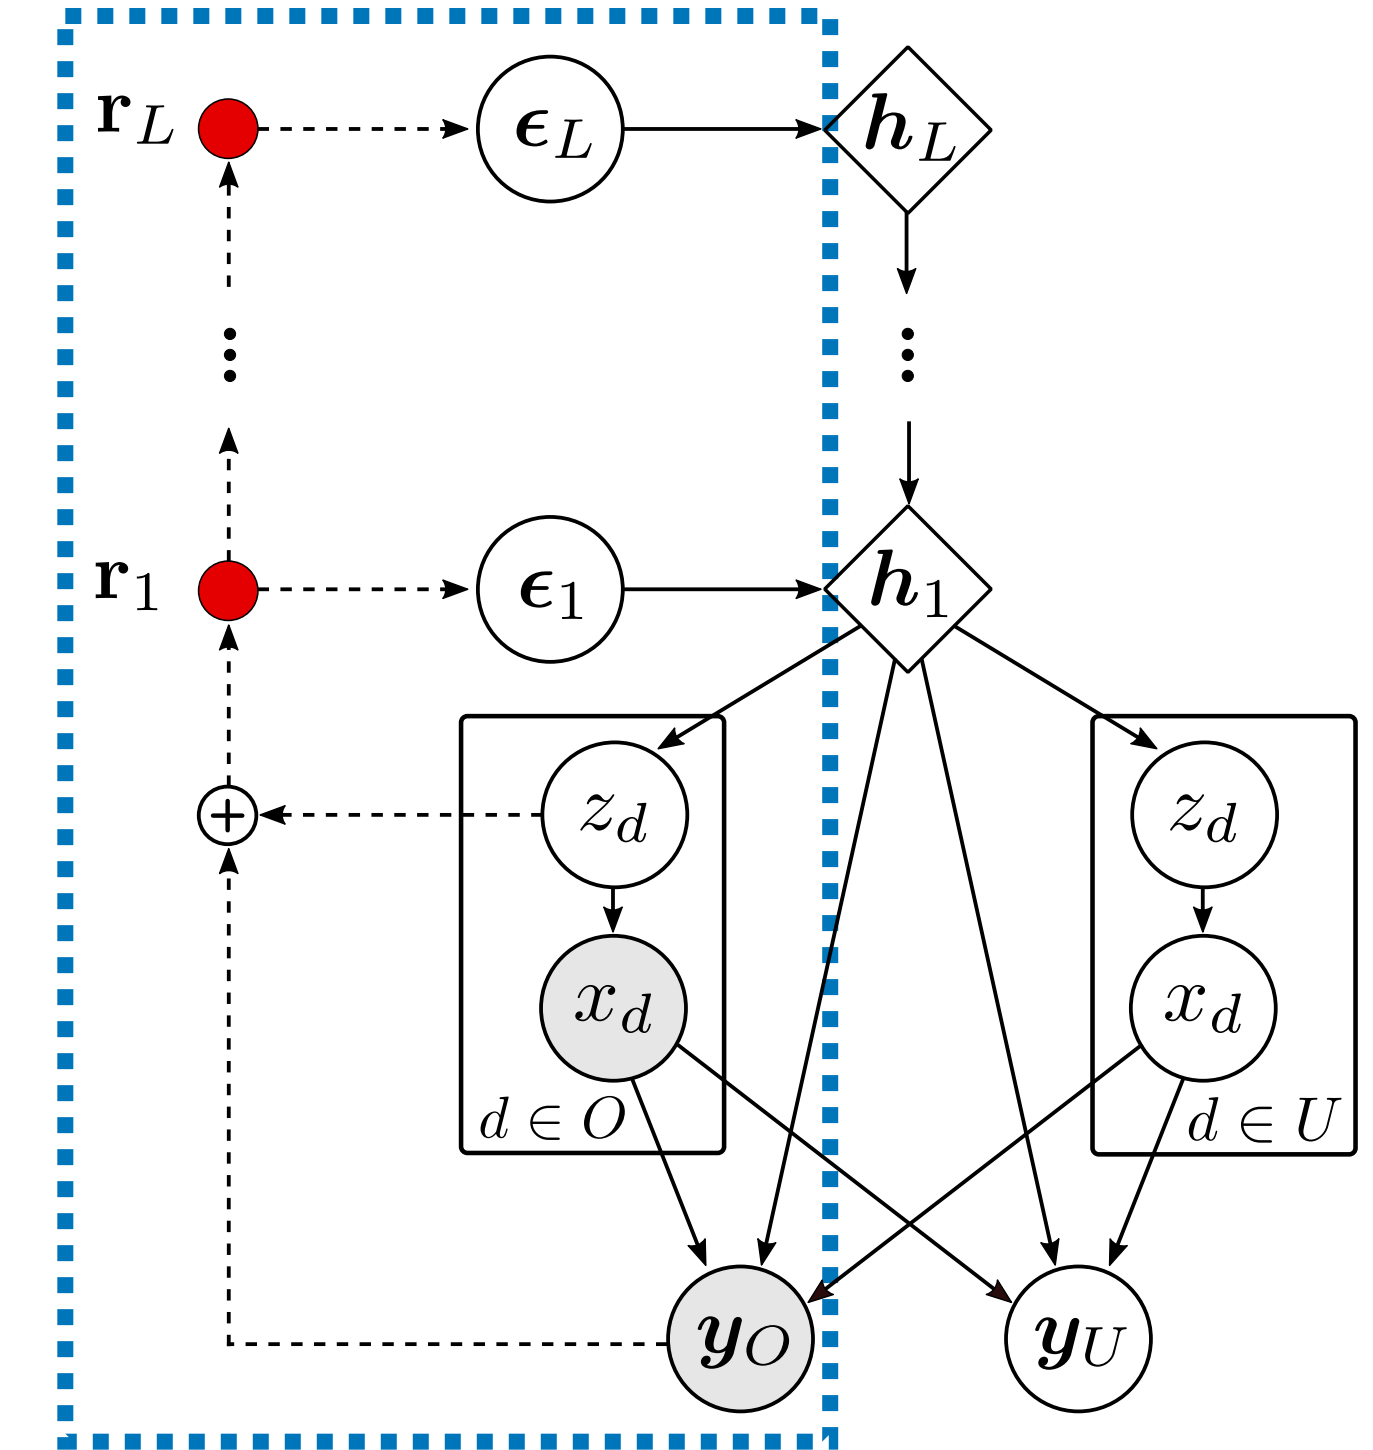 r_L ϵ_L h_L
r_1 ϵ_1 h_1
z_d z_d
+
x_d x_d
d ∈ O d ∈ U
y_O y_U